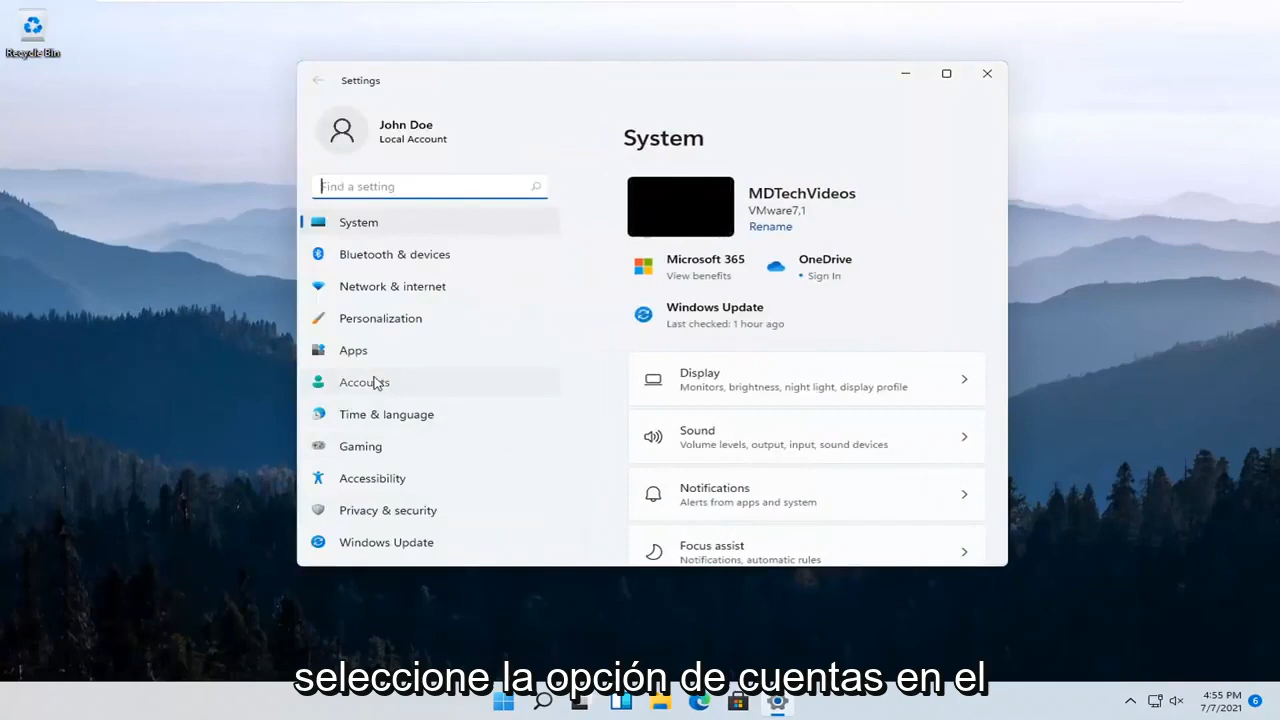 Recycle Bin
Settings
John Doe
Local Account
Find a setting
System
Bluetooth & devices
Network & internet
Personalization
Apps
Accounts
Time & language
Gaming
Accessibility
Privacy & security
Windows Update
System
MDTechVideos
VMware7,1
Rename
Microsoft 365
View benefits
OneDrive
• Sign In
Windows Update
Last checked: 1 hour ago
Display
Monitors, brightness, night light, display profile
Sound
Volume levels, output, input, sound devices
Notifications
Alerts from apps and system
Focus assist
Notifications, automatic rules
seleccione la opción de cuentas en el
4:55 PM
7/7/2021
6